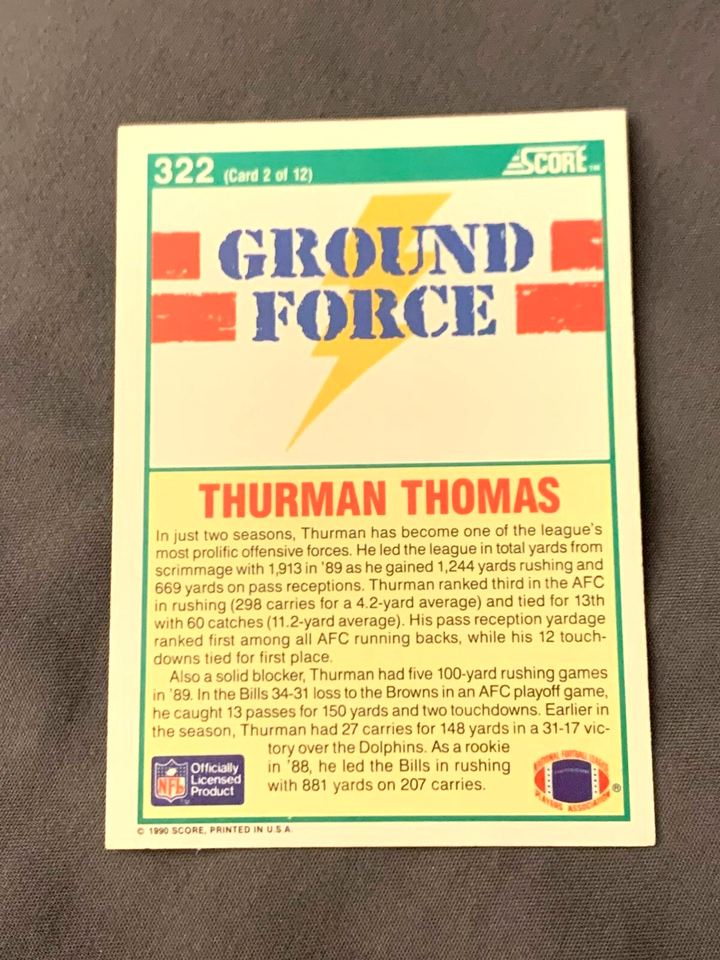 322 (Card 2 of 12) SCORE™
GROUND
FORCE
THURMAN THOMAS
In just two seasons, Thurman has become one of the league's
most prolific offensive forces. He led the league in total yards from
scrimmage with 1,913 in '89 as he gained 1,244 yards rushing and
669 yards on pass receptions. Thurman ranked third in the AFC
in rushing (298 carries for a 4.2-yard average) and tied for 13th
with 60 catches (11.2-yard average). His pass reception yardage
ranked first among all AFC running backs, while his 12 touch-
downs tied for first place.
Also a solid blocker, Thurman had five 100-yard rushing games
in '89. In the Bills 34-31 loss to the Browns in an AFC playoff game,
he caught 13 passes for 150 yards and two touchdowns. Earlier in
the season, Thurman had 27 carries for 148 yards in a 31-17 vic-
tory over the Dolphins. As a rookie
in '88, he led the Bills in rushing
with 881 yards on 207 carries.
NFL
Officially
Licensed
Product
™
NATIONAL FOOTBALL LEAGUE
PLAYERS ASSOCIATION
®
© 1990 SCORE, PRINTED IN U.S.A.